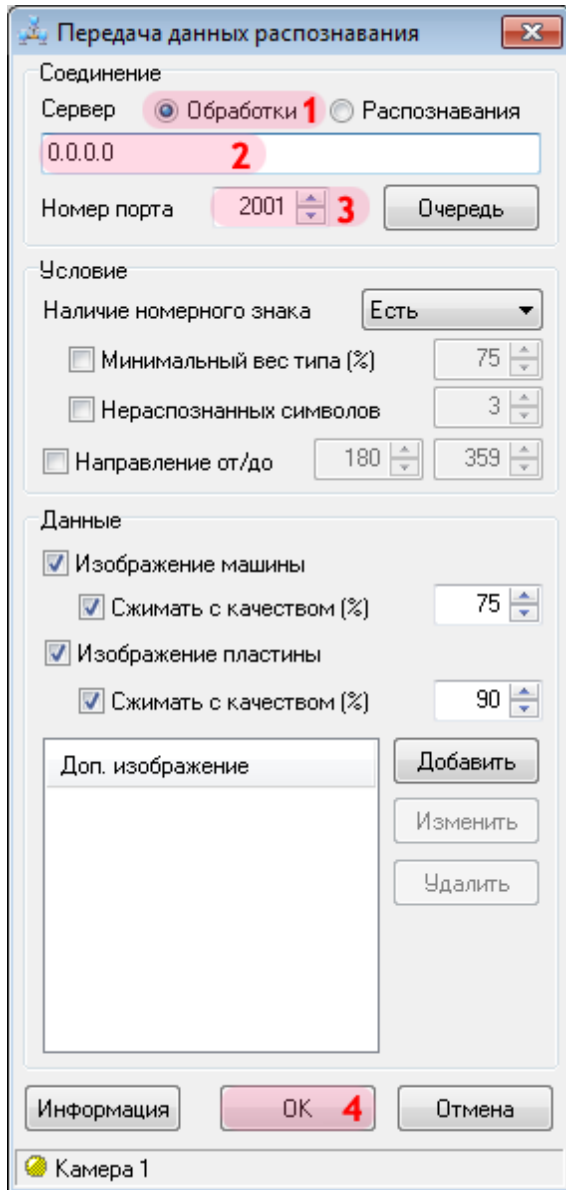 Передача данных распознавания
Соединение
Сервер Обработки 1 Распознавания
0.0.0.0 2
Номер порта 2001 3 Очередь
Условие
Наличие номерного знака Есть
Минимальный вес типа (%) 75
Нераспознанных символов 3
Направление от/до 180 359
Данные
Изображение машины
Сжимать с качеством (%) 75
Изображение пластины
Сжимать с качеством (%) 90
Доп. изображение Добавить
Изменить
Удалить
Информация OK 4 Отмена
Камера 1